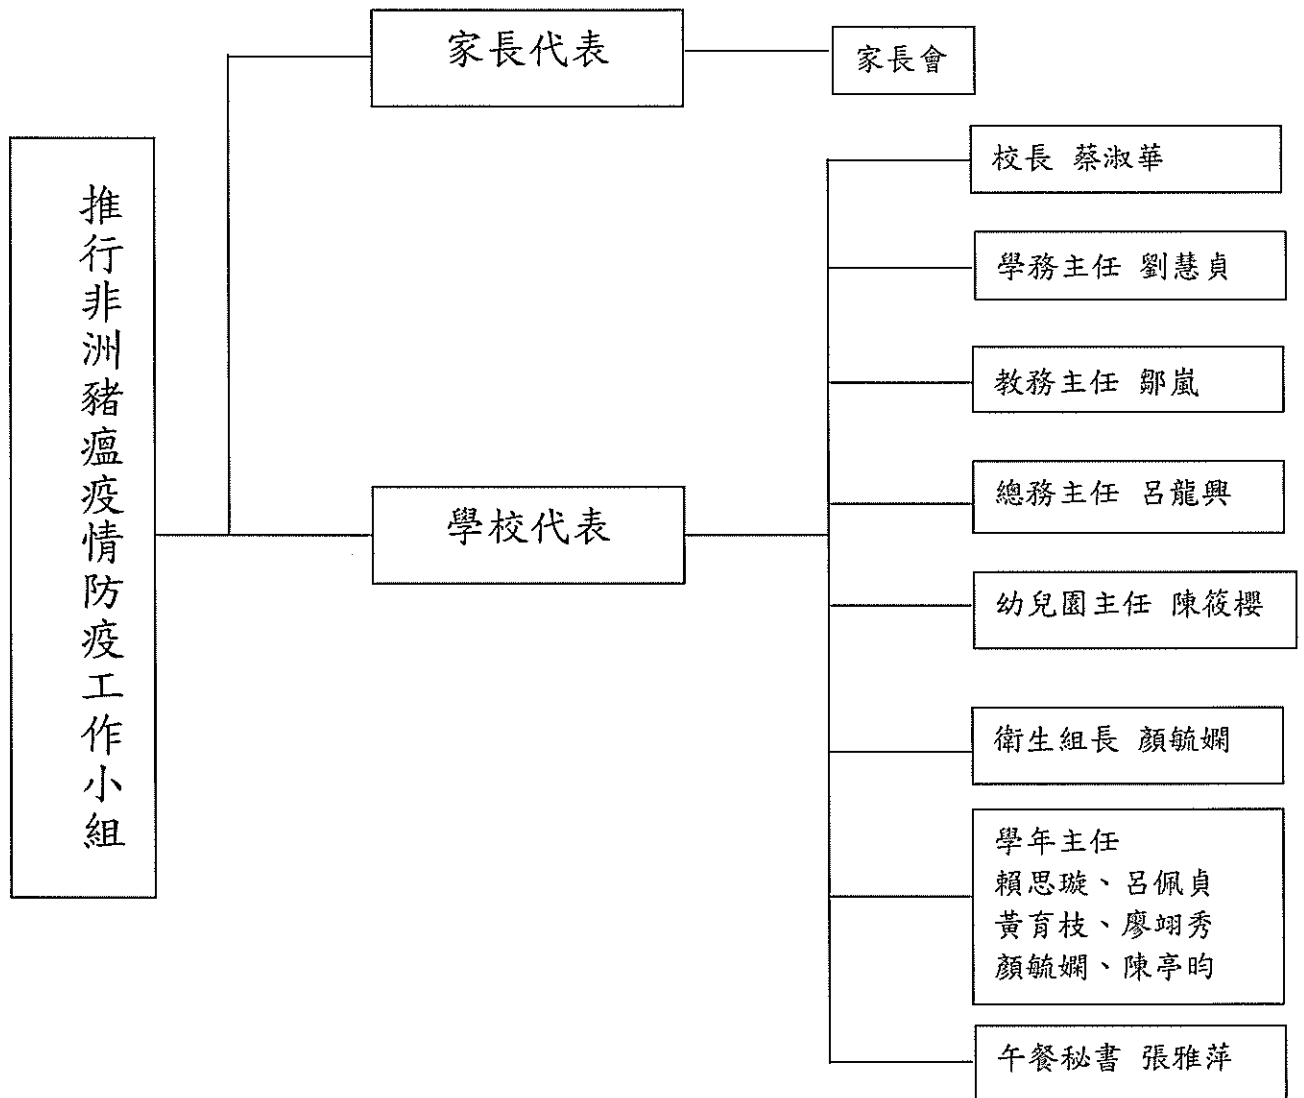 推行非洲豬瘟疫情防疫工作小組
家長代表
家長會
學校代表
校長 蔡淑華
學務主任 劉慧貞
教務主任 鄒嵐
總務主任 呂龍興
幼兒園主任 陳筱櫻
衛生組長 顏毓嫻
學年主任
賴思璇、呂佩貞
黃育枝、廖翊秀
顏毓嫻、陳亭昀
午餐秘書 張雅萍